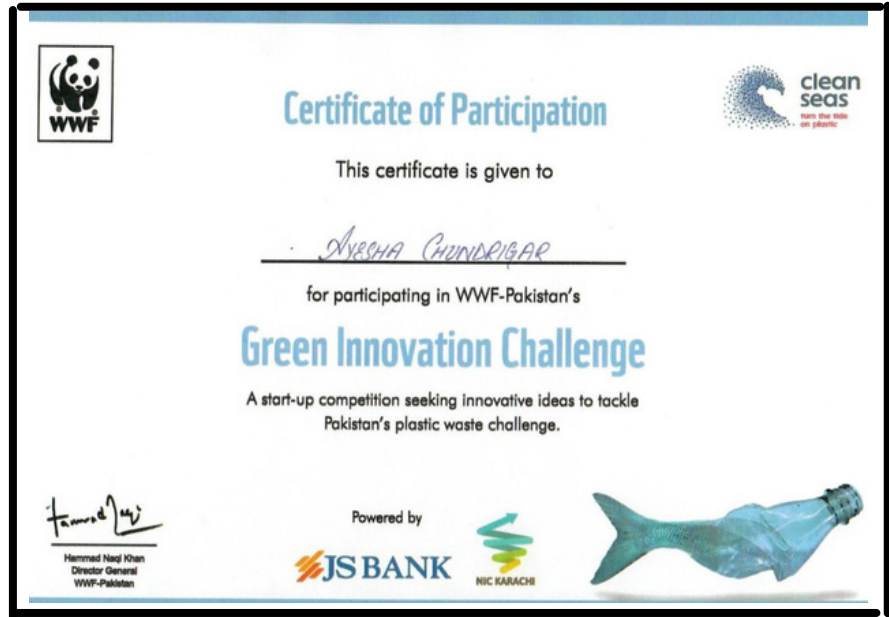 WWF
clean
seas
turn the tide
on plastic
Certificate of Participation
This certificate is given to
AYESHA CHUNDRIGAR
for participating in WWF-Pakistan's
Green Innovation Challenge
A start-up competition seeking innovative ideas to tackle
Pakistan's plastic waste challenge.
Hammad Naqi Khan
Director General
WWF-Pakistan
Powered by
JS BANK
NIC KARACHI